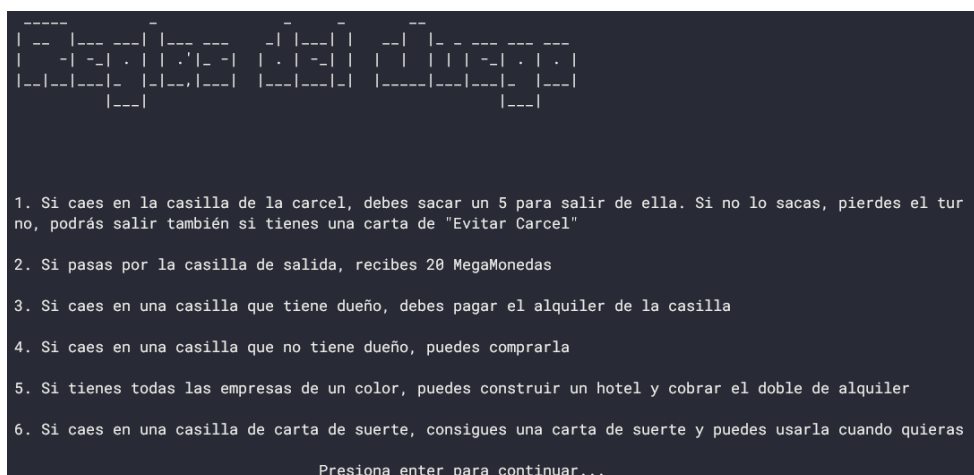 Reglas del Juego
1. Si caes en la casilla de la carcel, debes sacar un 5 para salir de ella. Si no lo sacas, pierdes el tur
no, podrás salir también si tienes una carta de "Evitar Carcel"
2. Si pasas por la casilla de salida, recibes 20 MegaMonedas
3. Si caes en una casilla que tiene dueño, debes pagar el alquiler de la casilla
4. Si caes en una casilla que no tiene dueño, puedes comprarla
5. Si tienes todas las empresas de un color, puedes construir un hotel y cobrar el doble de alquiler
6. Si caes en una casilla de carta de suerte, consigues una carta de suerte y puedes usarla cuando quieras
Presiona enter para continuar...